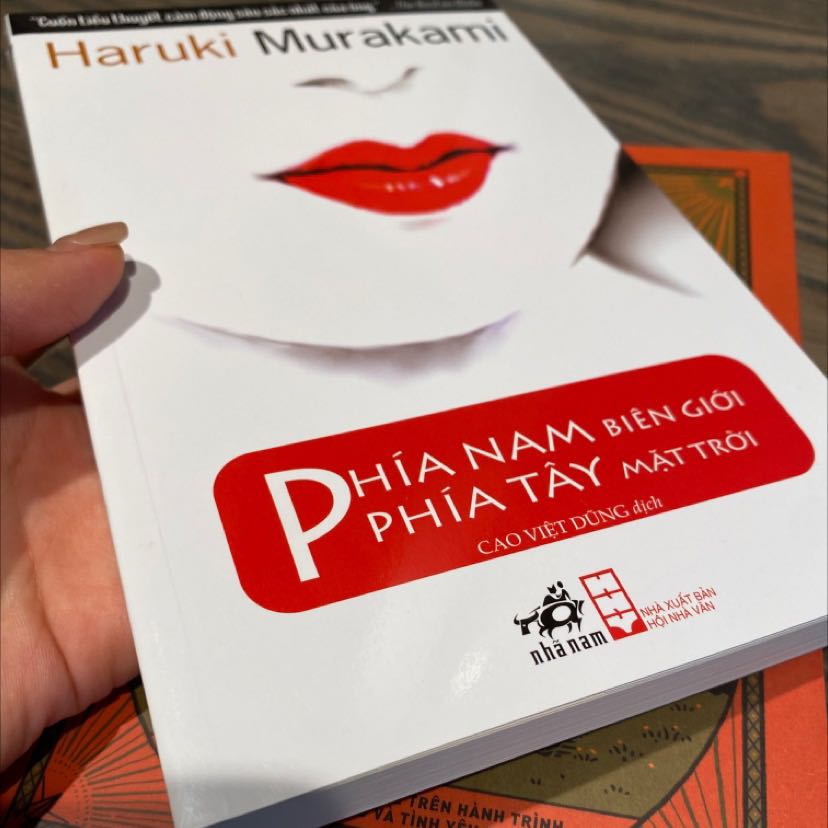 "Cuốn tiểu thuyết cảm động sâu sắc nhất của ông"
Haruki Murakami
PHÍA NAM BIÊN GIỚI
PHÍA TÂY MẶT TRỜI
CAO VIỆT DŨNG dịch
nhã nam
NHÀ XUẤT BẢN
HỘI NHÀ VĂN
TRÊN HÀNH TRÌNH
VÀ TÌNH YÊU